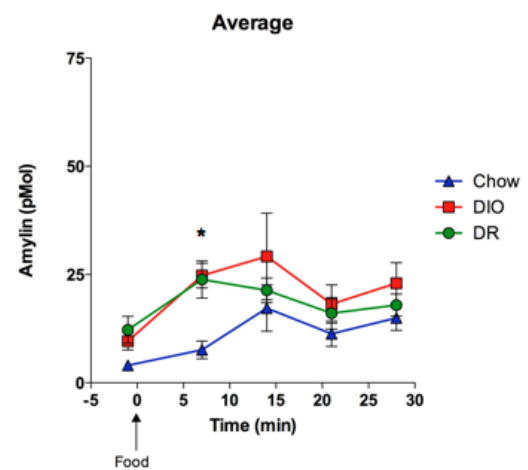 Average
75
50
25
0
Amylin (pMol)
*
-5 0 5 10 15 20 25 30
Time (min)
Food
Chow
DIO
DR